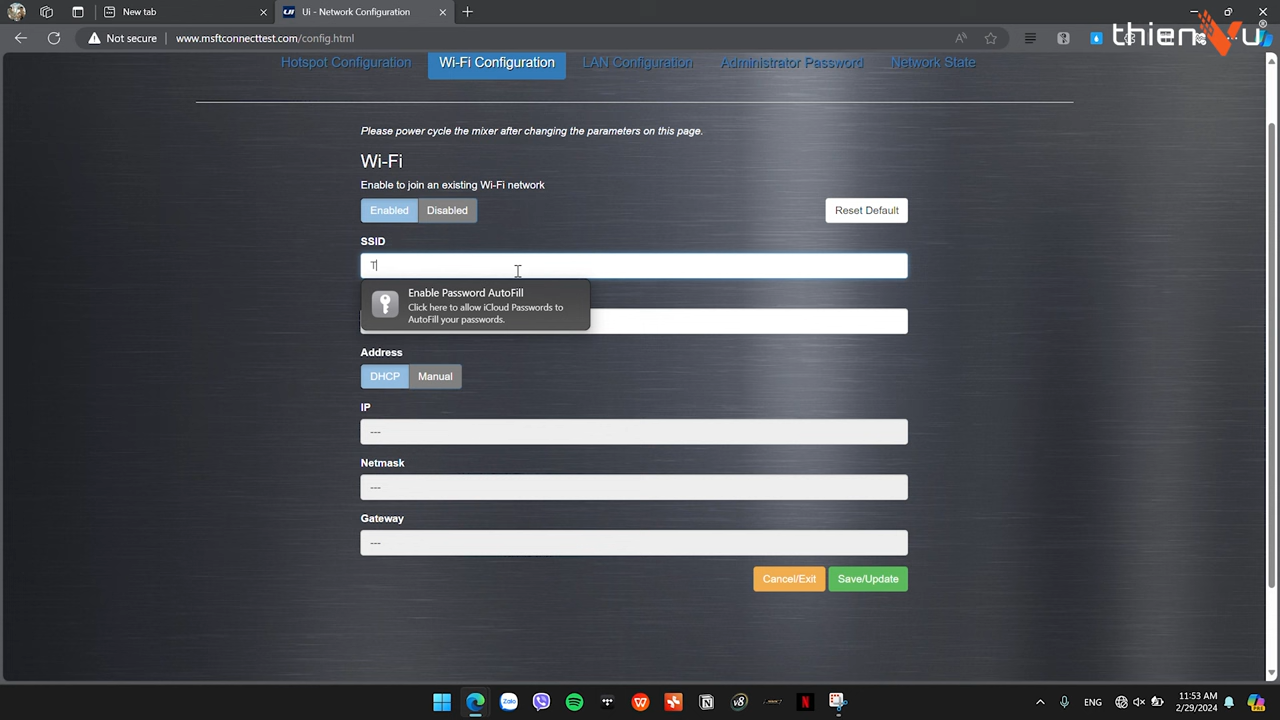 New tab
Ui - Network Configuration
Not secure
www.msftconnecttest.com/config.html
thienVu
Hotspot Configuration
Wi-Fi Configuration
LAN Configuration
Administrator Password
Network State
Please power cycle the mixer after changing the parameters on this page.
Wi-Fi
Enable to join an existing Wi-Fi network
Enabled
Disabled
Reset Default
SSID
T
Enable Password AutoFill
Click here to allow iCloud Passwords to
AutoFill your passwords.
Address
DHCP
Manual
IP
---
Netmask
---
Gateway
---
Cancel/Exit
Save/Update
ENG
11:53 AM
2/29/2024